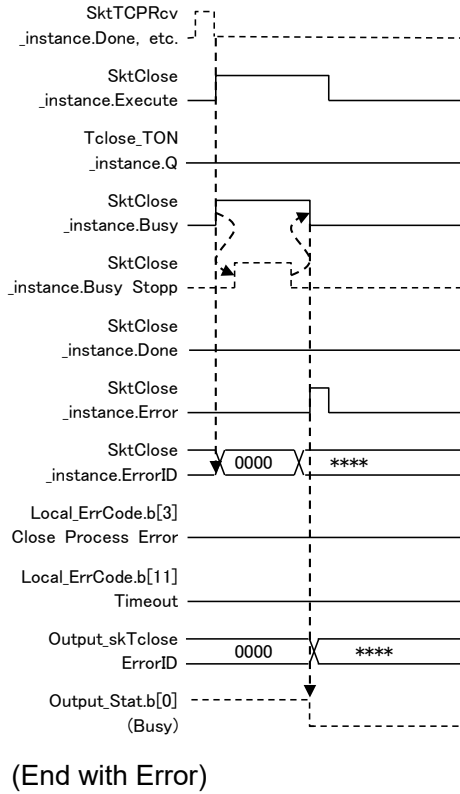 SktTCPRcv
_instance.Done, etc.
SktClose
_instance.Execute
Tclose_TON
_instance.Q
SktClose
_instance.Busy
SktClose
_instance.Busy Stopp
SktClose
_instance.Done
SktClose
_instance.Error
SktClose
_instance.ErrorID
0000
****
Local_ErrCode.b[3]
Close Process Error
Local_ErrCode.b[11]
Timeout
Output_skTclose
ErrorID
0000
****
Output_Stat.b[0]
(Busy)
(End with Error)